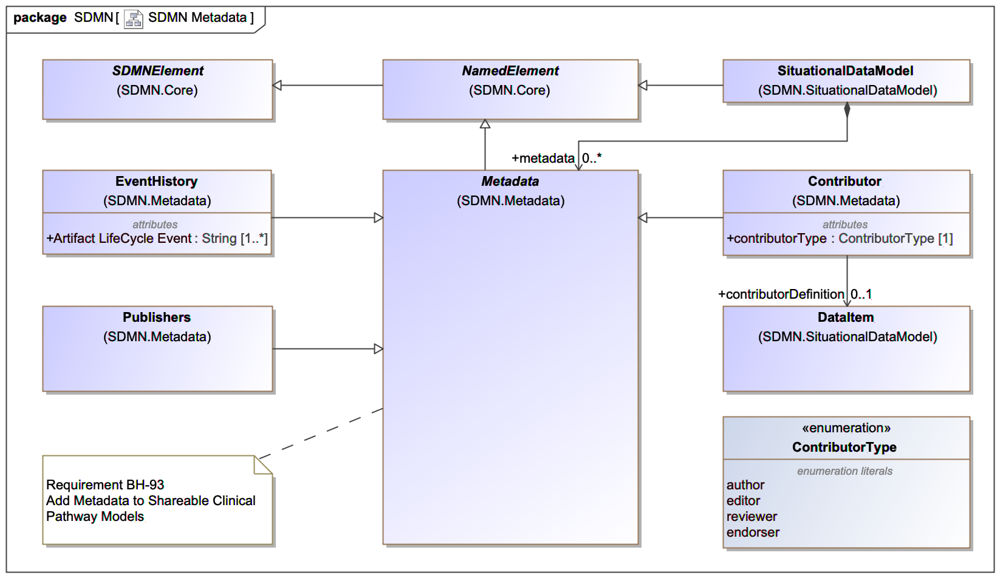 package SDMN[ SDMN Metadata ]
SDMNElement
(SDMN.Core)
NamedElement
(SDMN.Core)
SituationalDataModel
(SDMN.SituationalDataModel)
+metadata 0..*
EventHistory
(SDMN.Metadata)
attributes
+Artifact LifeCycle Event : String [1..*]
Metadata
(SDMN.Metadata)
Contributor
(SDMN.Metadata)
attributes
+contributorType : ContributorType [1]
+contributorDefinition 0..1
Publishers
(SDMN.Metadata)
DataItem
(SDMN.SituationalDataModel)
Requirement BH-93
Add Metadata to Shareable Clinical
Pathway Models
«enumeration»
ContributorType
enumeration literals
author
editor
reviewer
endorser